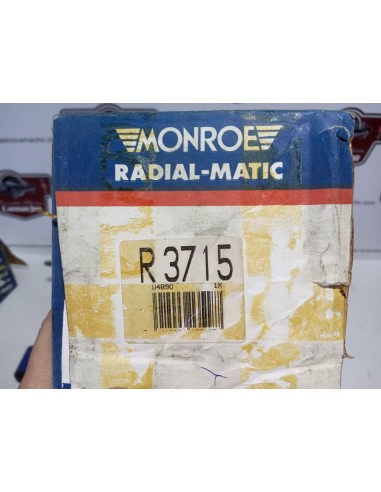 MONROE
RADIAL-MATIC
R 3715
U4890 1X